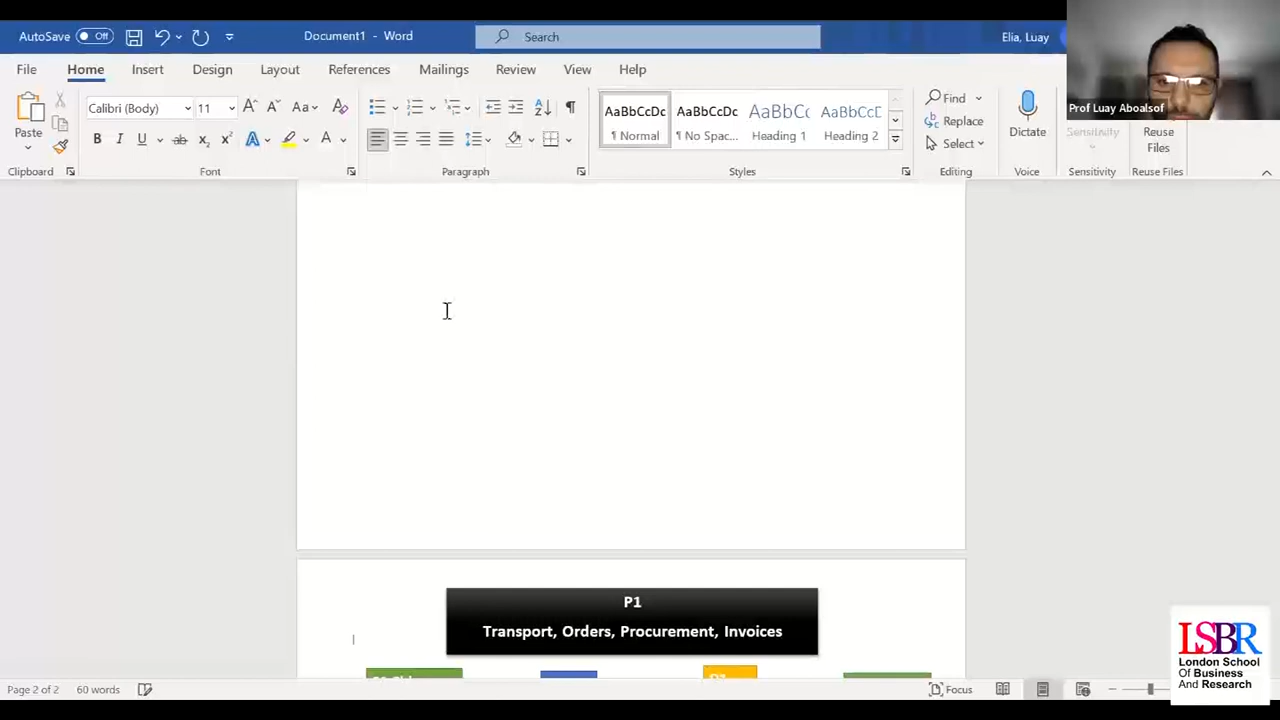 AutoSave Off Document1 - Word Search Elia, Luay
File Home Insert Design Layout References Mailings Review View Help
Prof Luay Aboalsof
Paste Calibri (Body) 11 Aa
AaBbCcDc AaBbCcDc AaBbCc AaBbCcD
¶ Normal ¶ No Spac... Heading 1 Heading 2
Find
Replace
Select
Dictate Sensitivity Reuse Files
Clipboard Font Paragraph Styles Editing Voice Sensitivity Reuse Files
P1
Transport, Orders, Procurement, Invoices
Page 2 of 2 60 words Focus
LSBR
London School
Of Business
And Research